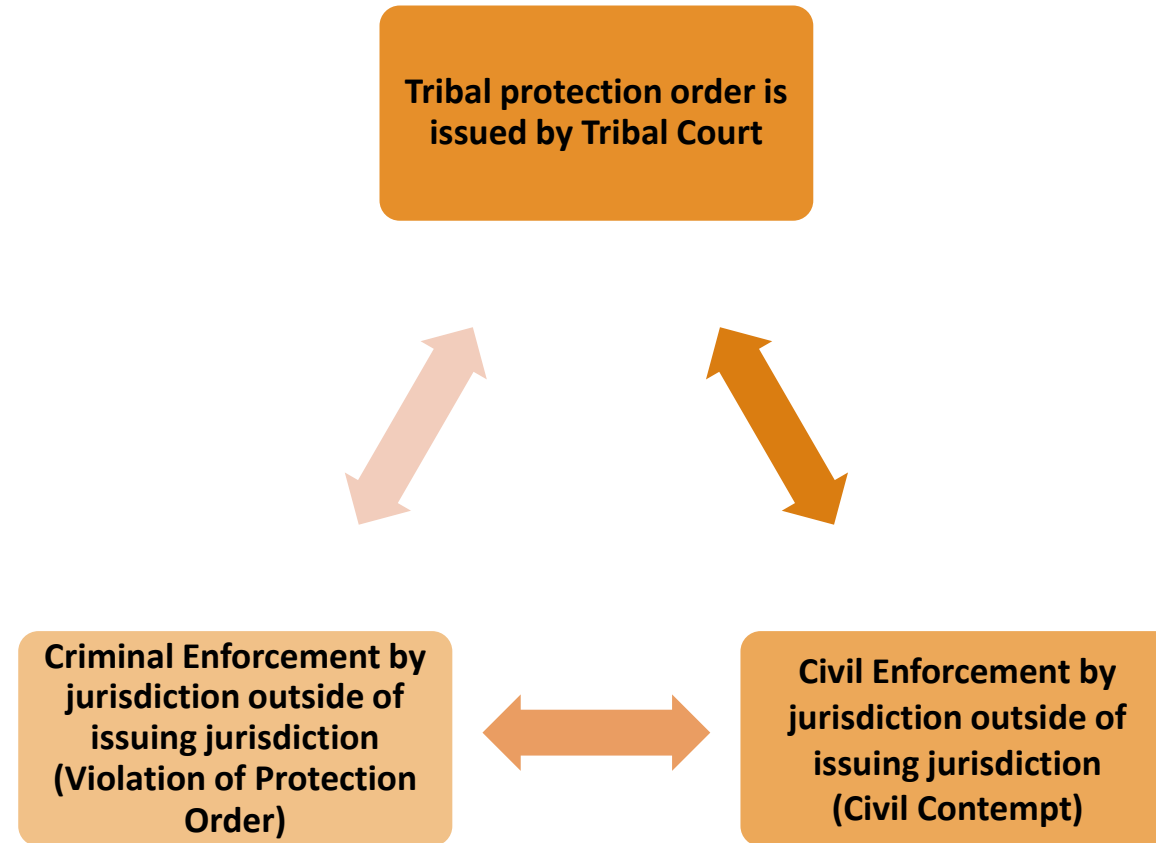 Tribal protection order is
issued by Tribal Court
Criminal Enforcement by
jurisdiction outside of
issuing jurisdiction
(Violation of Protection
Order)
Civil Enforcement by
jurisdiction outside of
issuing jurisdiction
(Civil Contempt)